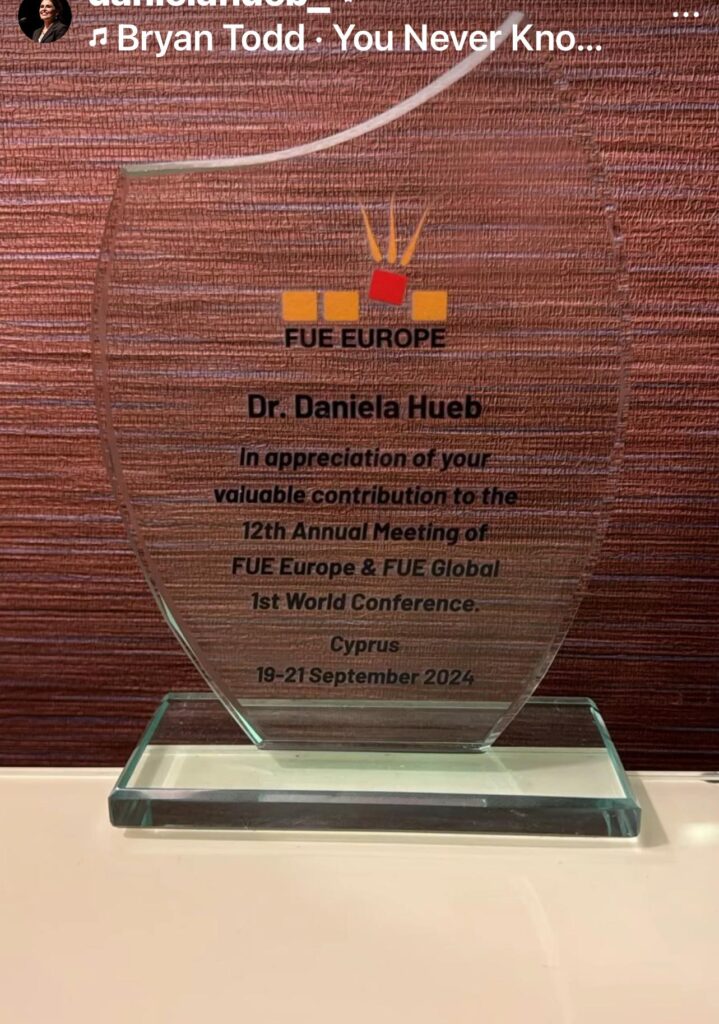 danielahueb_
Bryan Todd · You Never Kno...
FUE EUROPE
Dr. Daniela Hueb
In appreciation of your
valuable contribution to the
12th Annual Meeting of
FUE Europe & FUE Global
1st World Conference.
Cyprus
19-21 September 2024